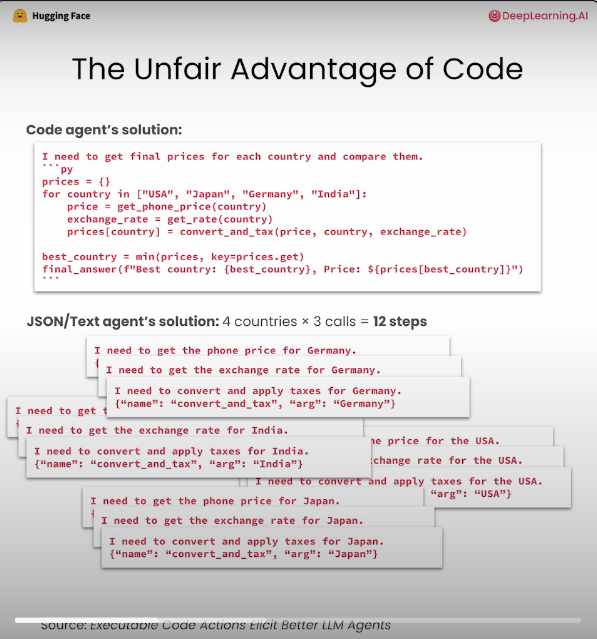 Hugging Face
DeepLearning.AI
The Unfair Advantage of Code
Code agent's solution:
I need to get final prices for each country and compare them.
```py
prices = {}
for country in ["USA", "Japan", "Germany", "India"]:
    price = get_phone_price(country)
    exchange_rate = get_rate(country)
    prices[country] = convert_and_tax(price, country, exchange_rate)
best_country = min(prices, key=prices.get)
final_answer(f"Best country: {best_country}, Price: ${prices[best_country]}")
```
JSON/Text agent's solution: 4 countries × 3 calls = 12 steps
I need to get the phone price for Germany.
{
I need to get the exchange rate for Germany.
I need to convert and apply taxes for Germany.
{“name”: “convert_and_tax”, “arg”: “Germany”}
I need to get t
{
I need to get the exchange rate for India.
I need to convert and apply taxes for India.
{“name”: “convert_and_tax”, “arg”: “India”}
ne price for the USA.
change rate for the USA.
I need to convert and apply taxes for the USA.
“arg”: “USA”}
I need to get the phone price for Japan.
{
I need to get the exchange rate for Japan.
I need to convert and apply taxes for Japan.
{“name”: “convert_and_tax”, “arg”: “Japan”}
Source: Executable Code Actions Elicit Better LLM Agents